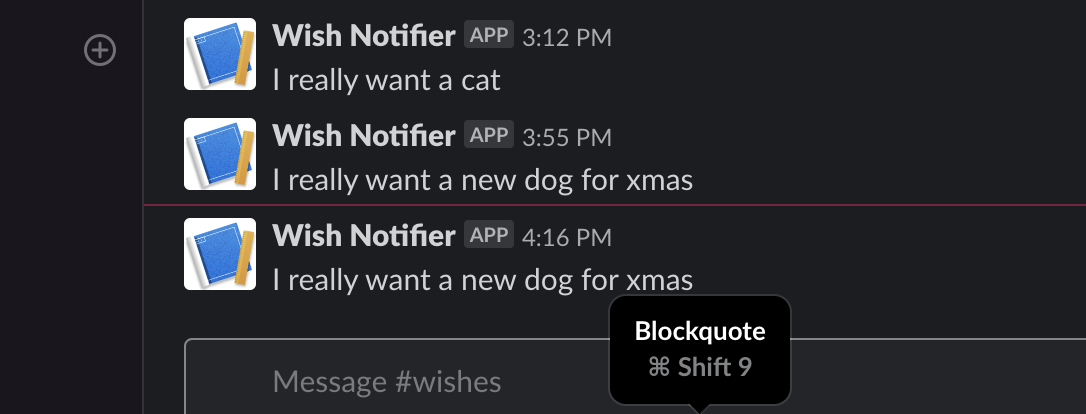 Wish Notifier APP 3:12 PM
I really want a cat
Wish Notifier APP 3:55 PM
I really want a new dog for xmas
Wish Notifier APP 4:16 PM
I really want a new dog for xmas
Blockquote
⌘ Shift 9
Message #wishes